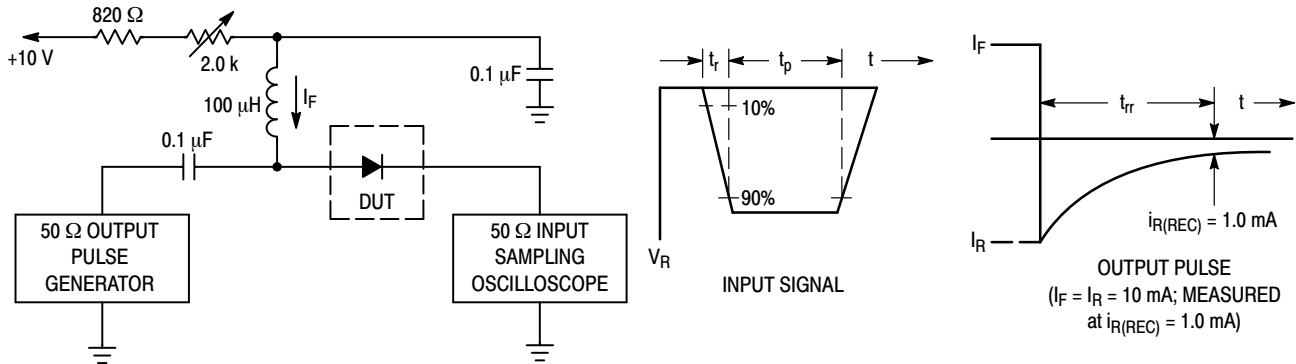 820 Ω
+10 V
2.0 k
0.1 μF
100 μH
I_F
0.1 μF
DUT
50 Ω OUTPUT
PULSE
GENERATOR
50 Ω INPUT
SAMPLING
OSCILLOSCOPE
t_r
t_p
t
10%
90%
V_R
INPUT SIGNAL
I_F
t_rr
t
i_R(REC) = 1.0 mA
I_R
OUTPUT PULSE
(I_F = I_R = 10 mA; MEASURED
at i_R(REC) = 1.0 mA)